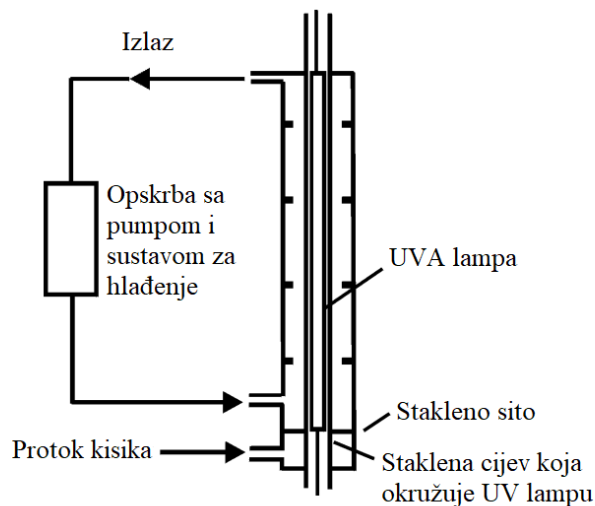 Izlaz
Opskrba sa
pumpom i
sustavom za
hlađenje
UVA lampa
Stakleno sito
Protok kisika
Staklena cijev koja
okružuje UV lampu